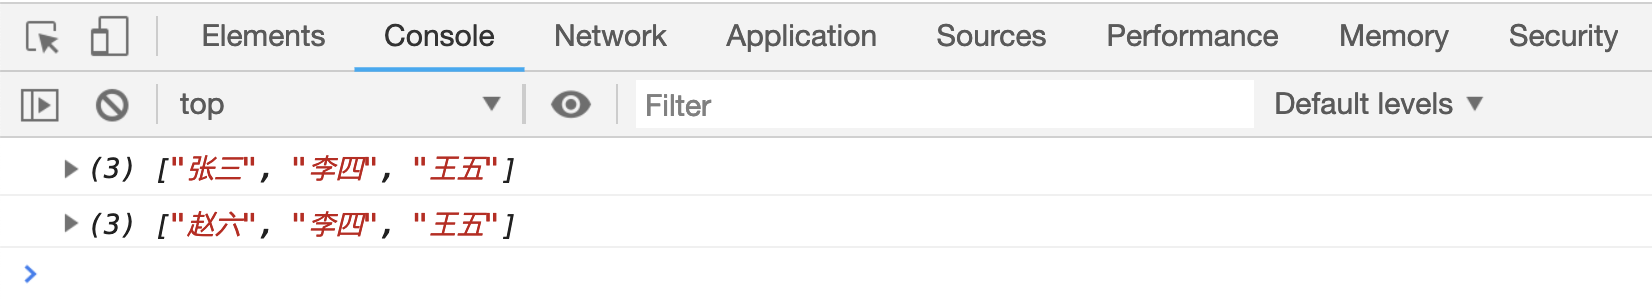 Elements Console Network Application Sources Performance Memory Security
top Filter Default levels
(3) ["张三", "李四", "王五"]
(3) ["赵六", "李四", "王五"]